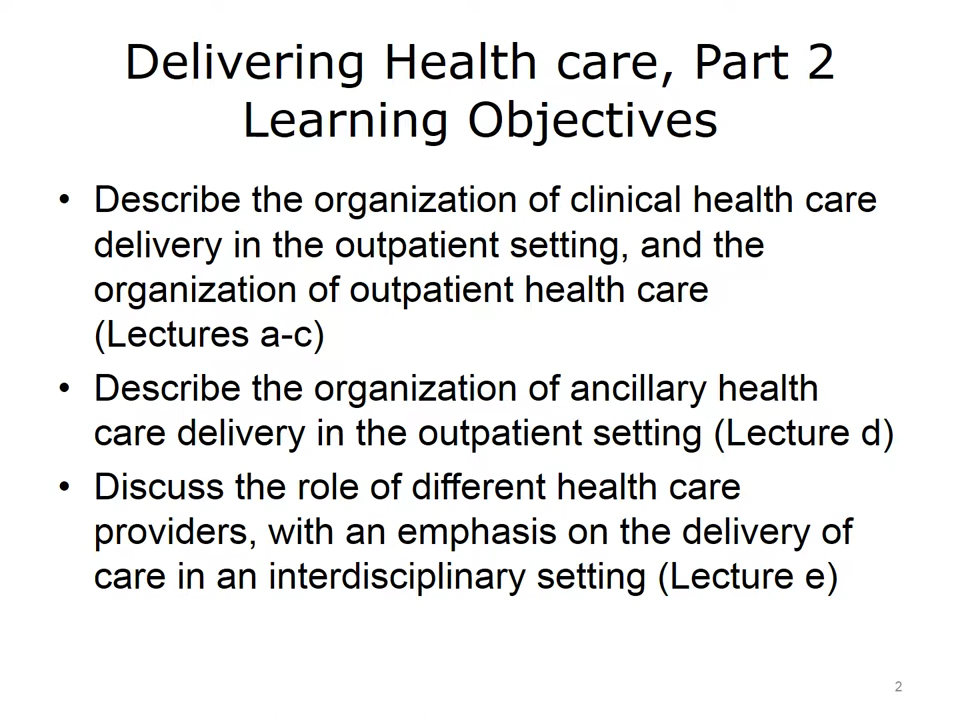 Delivering Health care, Part 2
Learning Objectives
• Describe the organization of clinical health care
delivery in the outpatient setting, and the
organization of outpatient health care
(Lectures a-c)
• Describe the organization of ancillary health
care delivery in the outpatient setting (Lecture d)
• Discuss the role of different health care
providers, with an emphasis on the delivery of
care in an interdisciplinary setting (Lecture e)
2